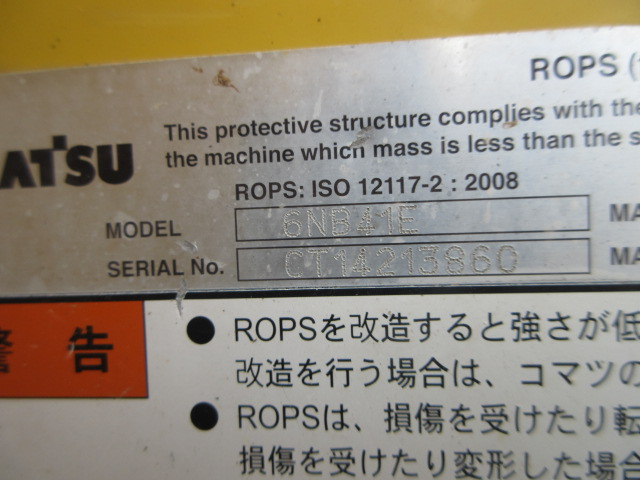 ROPS (
ATSU
This protective structure complies with the
the machine which mass is less than the s
ROPS: ISO 12117-2 : 2008
MODEL 6NB41E MA
SERIAL No. CT14213860 MA
警告
● ROPSを改造すると強さが低
改造を行う場合は、コマツの
● ROPSは、損傷を受けたり転
損傷を受けたり変形した場合